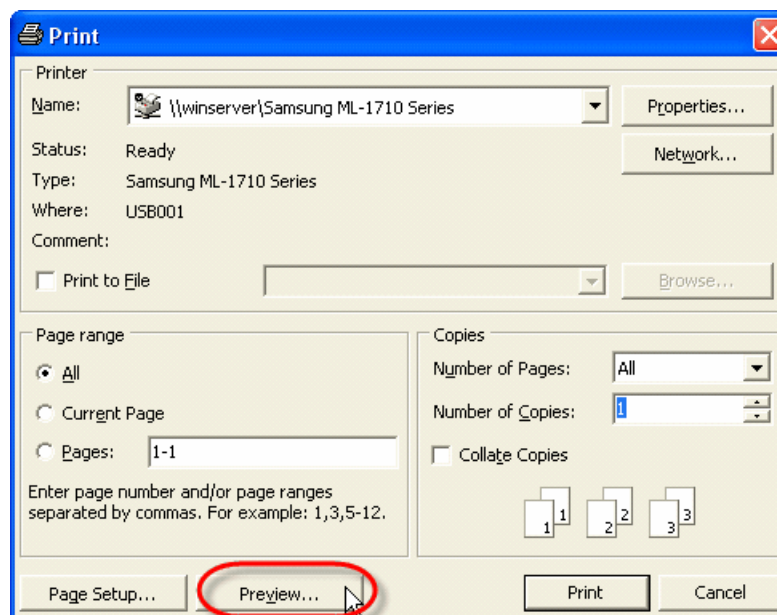 Print
Printer
Name: \\winserver\Samsung ML-1710 Series Properties...
Status: Ready Network...
Type: Samsung ML-1710 Series
Where: USB001
Comment:
Print to File Browse...
Page range
All
Current Page
Pages: 1-1
Enter page number and/or page ranges
separated by commas. For example: 1,3,5-12.
Copies
Number of Pages: All
Number of Copies: 1
Collate Copies
1 1 2 2 3 3
Page Setup... Preview... Print Cancel